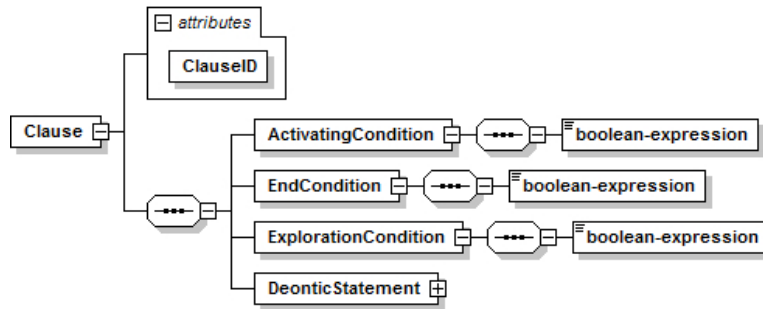 attributes
ClauseID
Clause
ActivatingCondition boolean-expression
EndCondition boolean-expression
ExplorationCondition boolean-expression
DeonticStatement